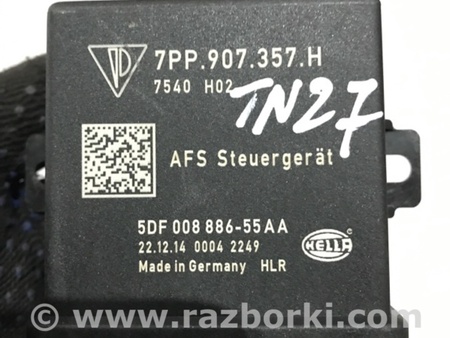 7PP.907.357.H
7540 H02
TN27
AFS Steuergerät
5DF 008 886-55AA
22.12.14 0004 2249
Made in Germany HLR
HELLA
© www.razborki.com